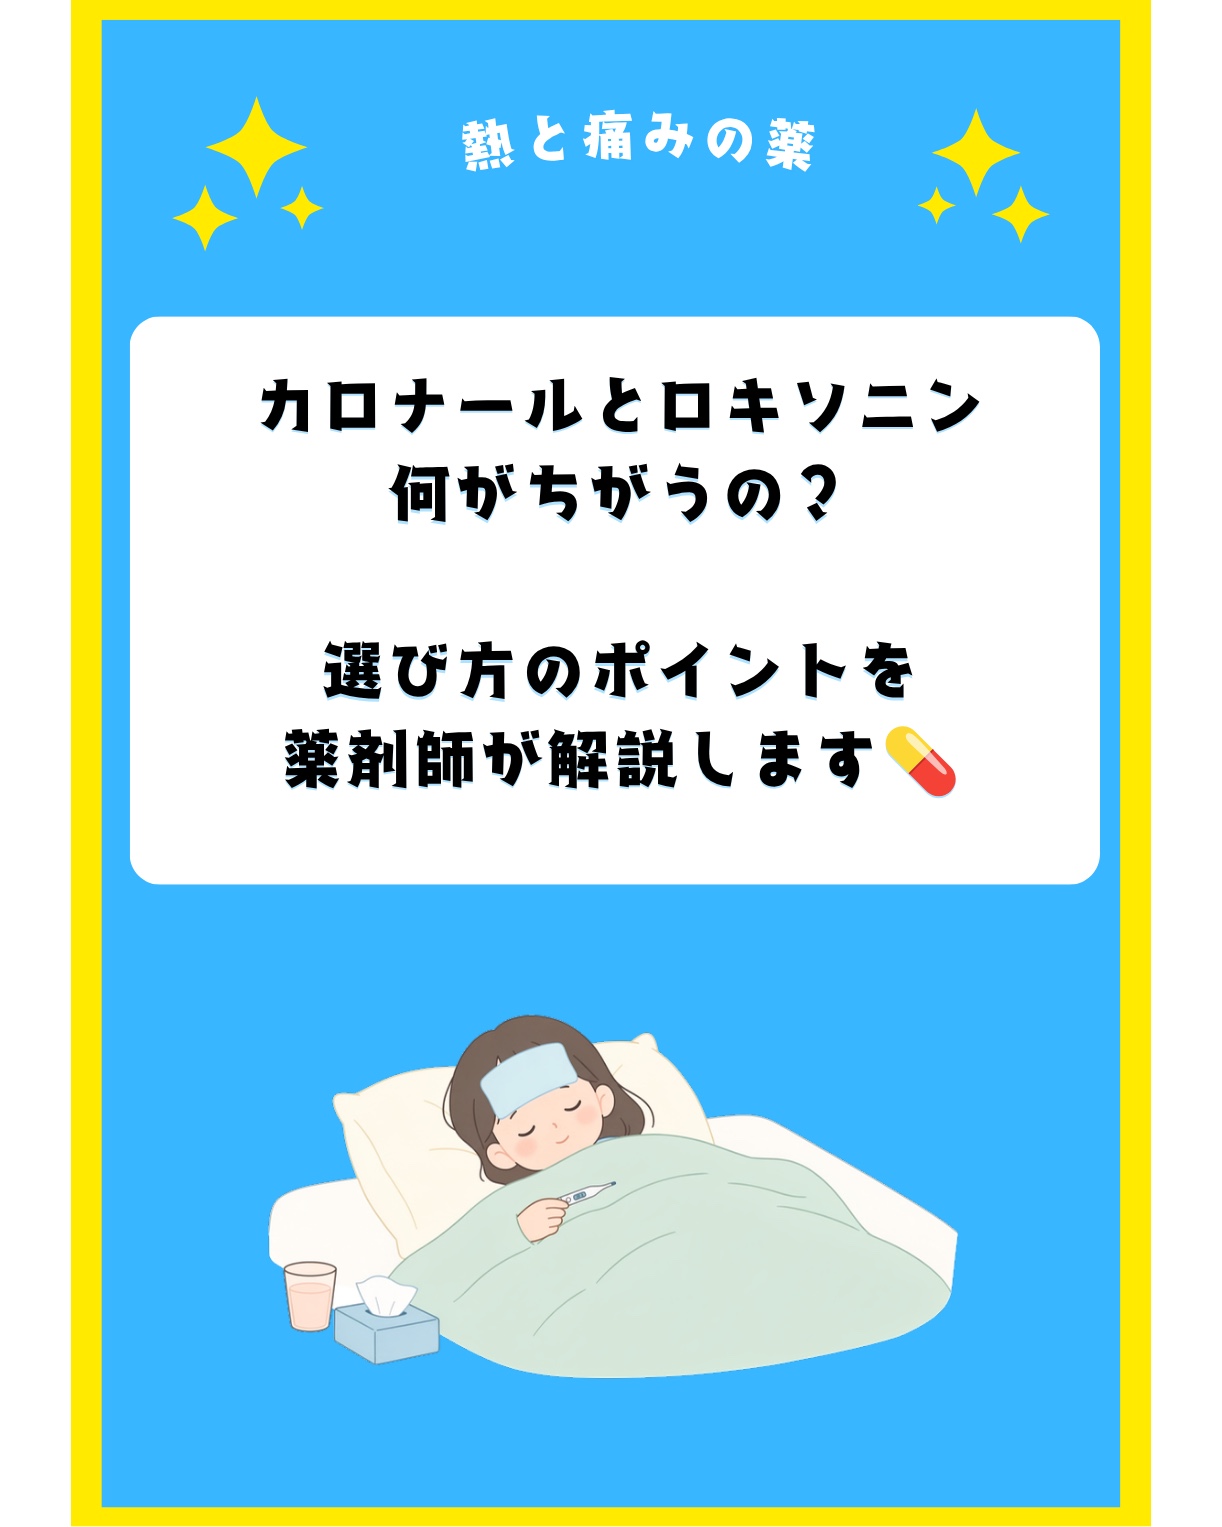 熱と痛みの薬
カロナールとロキソニン
何がちがうの？
選び方のポイントを
薬剤師が解説します💊